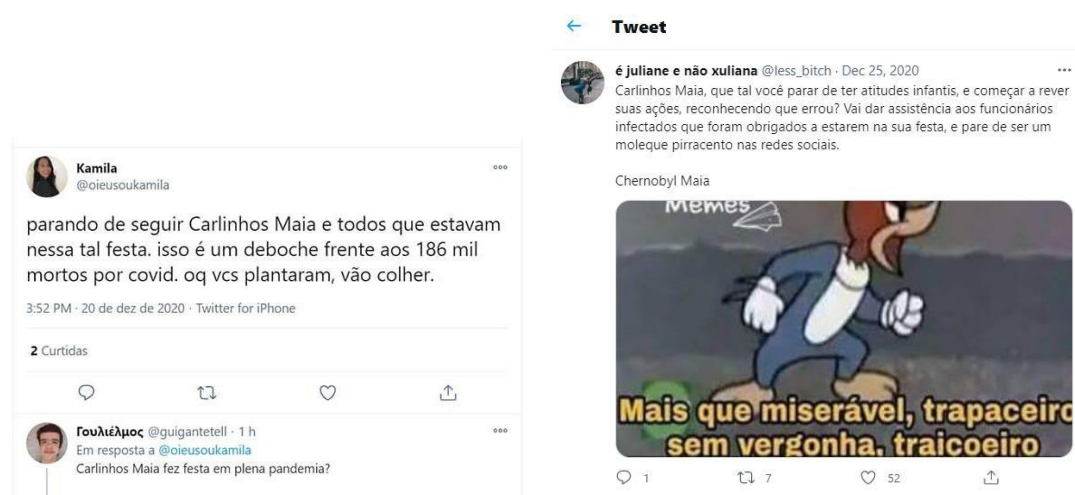 Kamila
@oieusoukamila
parando de seguir Carlinhos Maia e todos que estavam
nessa tal festa. isso é um deboche frente aos 186 mil
mortos por covid. oq vcs plantaram, vão colher.
3:52 PM · 20 de dez de 2020 · Twitter for iPhone
2 Curtidas
Γουλιέλμος @guigantetell · 1 h
Em resposta a @oieusoukamila
Carlinhos Maia fez festa em plena pandemia?
Tweet
é juliane e não xuliana @less_bitch · Dec 25, 2020
Carlinhos Maia, que tal você parar de ter atitudes infantis, e começar a rever
suas ações, reconhecendo que errou? Vai dar assistência aos funcionários
infectados que foram obrigados a estarem na sua festa, e pare de ser um
moleque pirracento nas redes sociais.
Chernobyl Maia
Memes
Mais que miserável, trapaceiro
sem vergonha, traiçoeiro
1 7 52